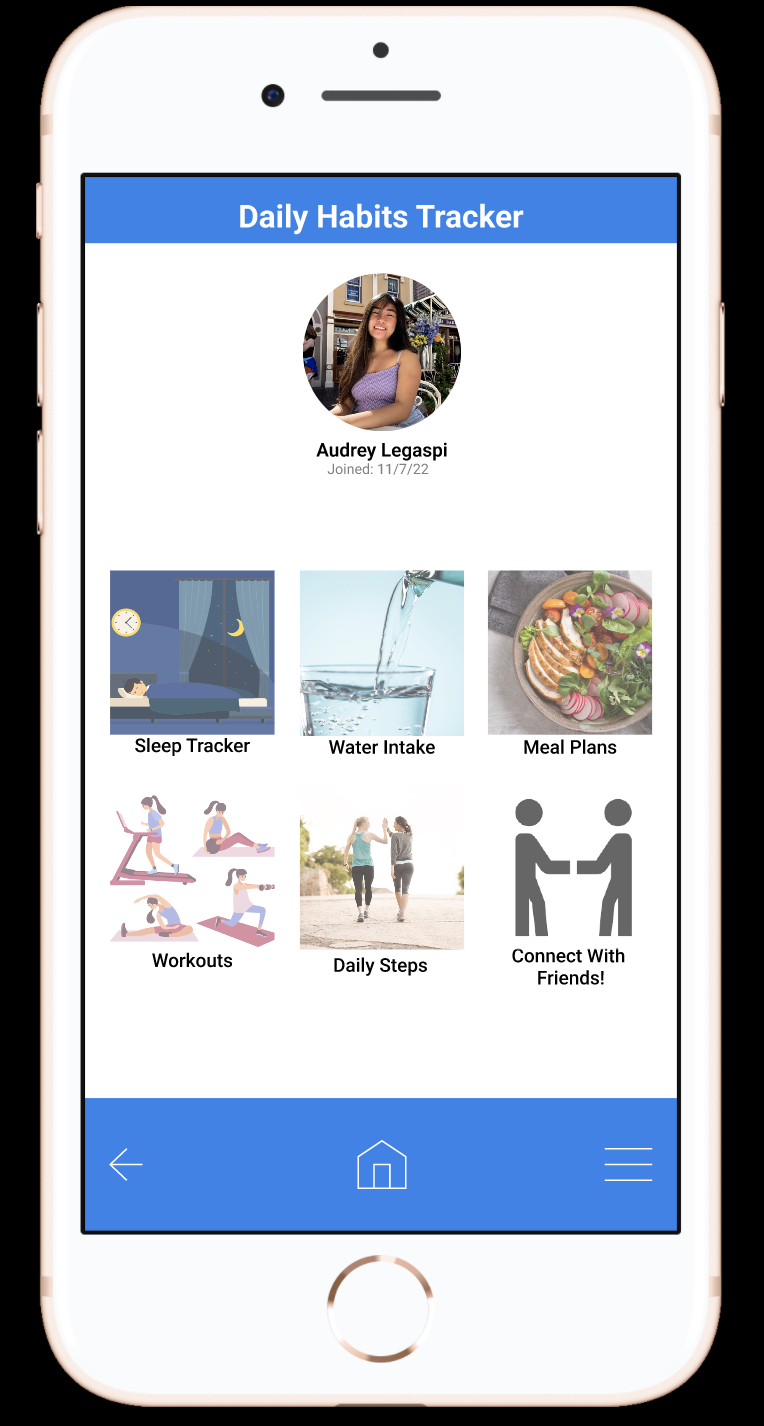 Daily Habits Tracker
Audrey Legaspi
Joined: 11/7/22
Sleep Tracker
Water Intake
Meal Plans
Workouts
Daily Steps
Connect With
Friends!